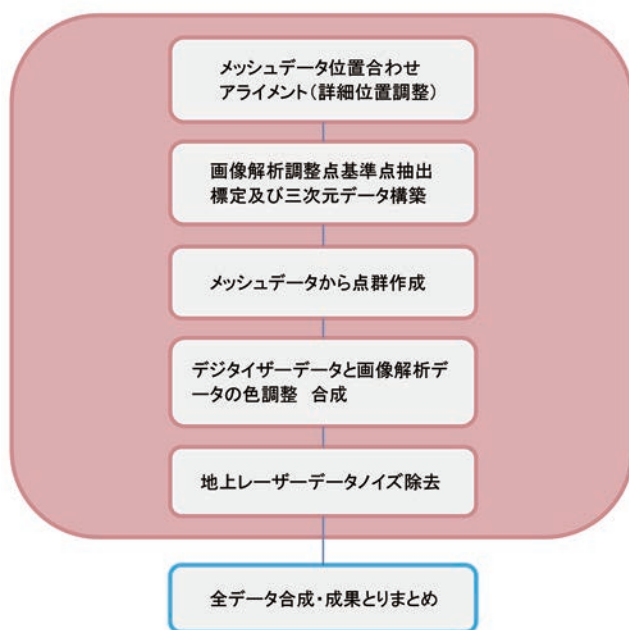 メッシュデータ位置合わせ
アライメント(詳細位置調整)
画像解析調整点基準点抽出
標定及び三次元データ構築
メッシュデータから点群作成
デジタイザーデータと画像解析デ
ータの色調整　合成
地上レーザーデータノイズ除去
全データ合成・成果とりまとめ